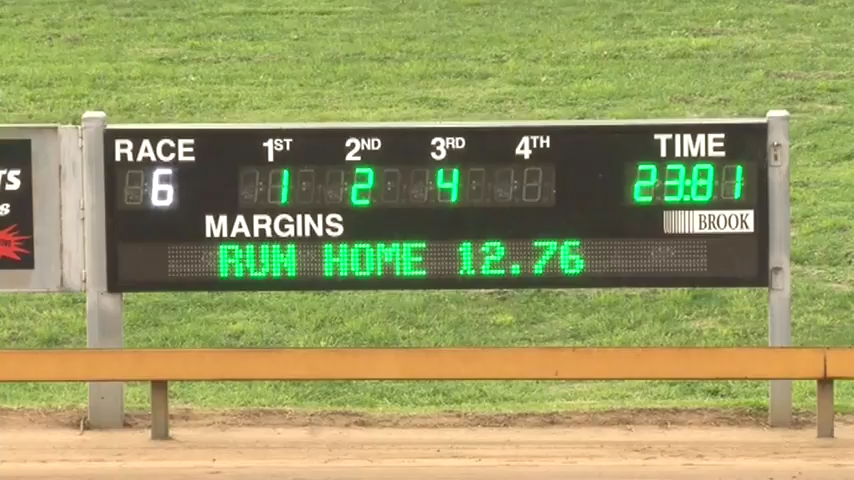 RACE 1ST 2ND 3RD 4TH TIME
6 1 2 4 23.81
MARGINS BROOK
RUN HOME 12.76